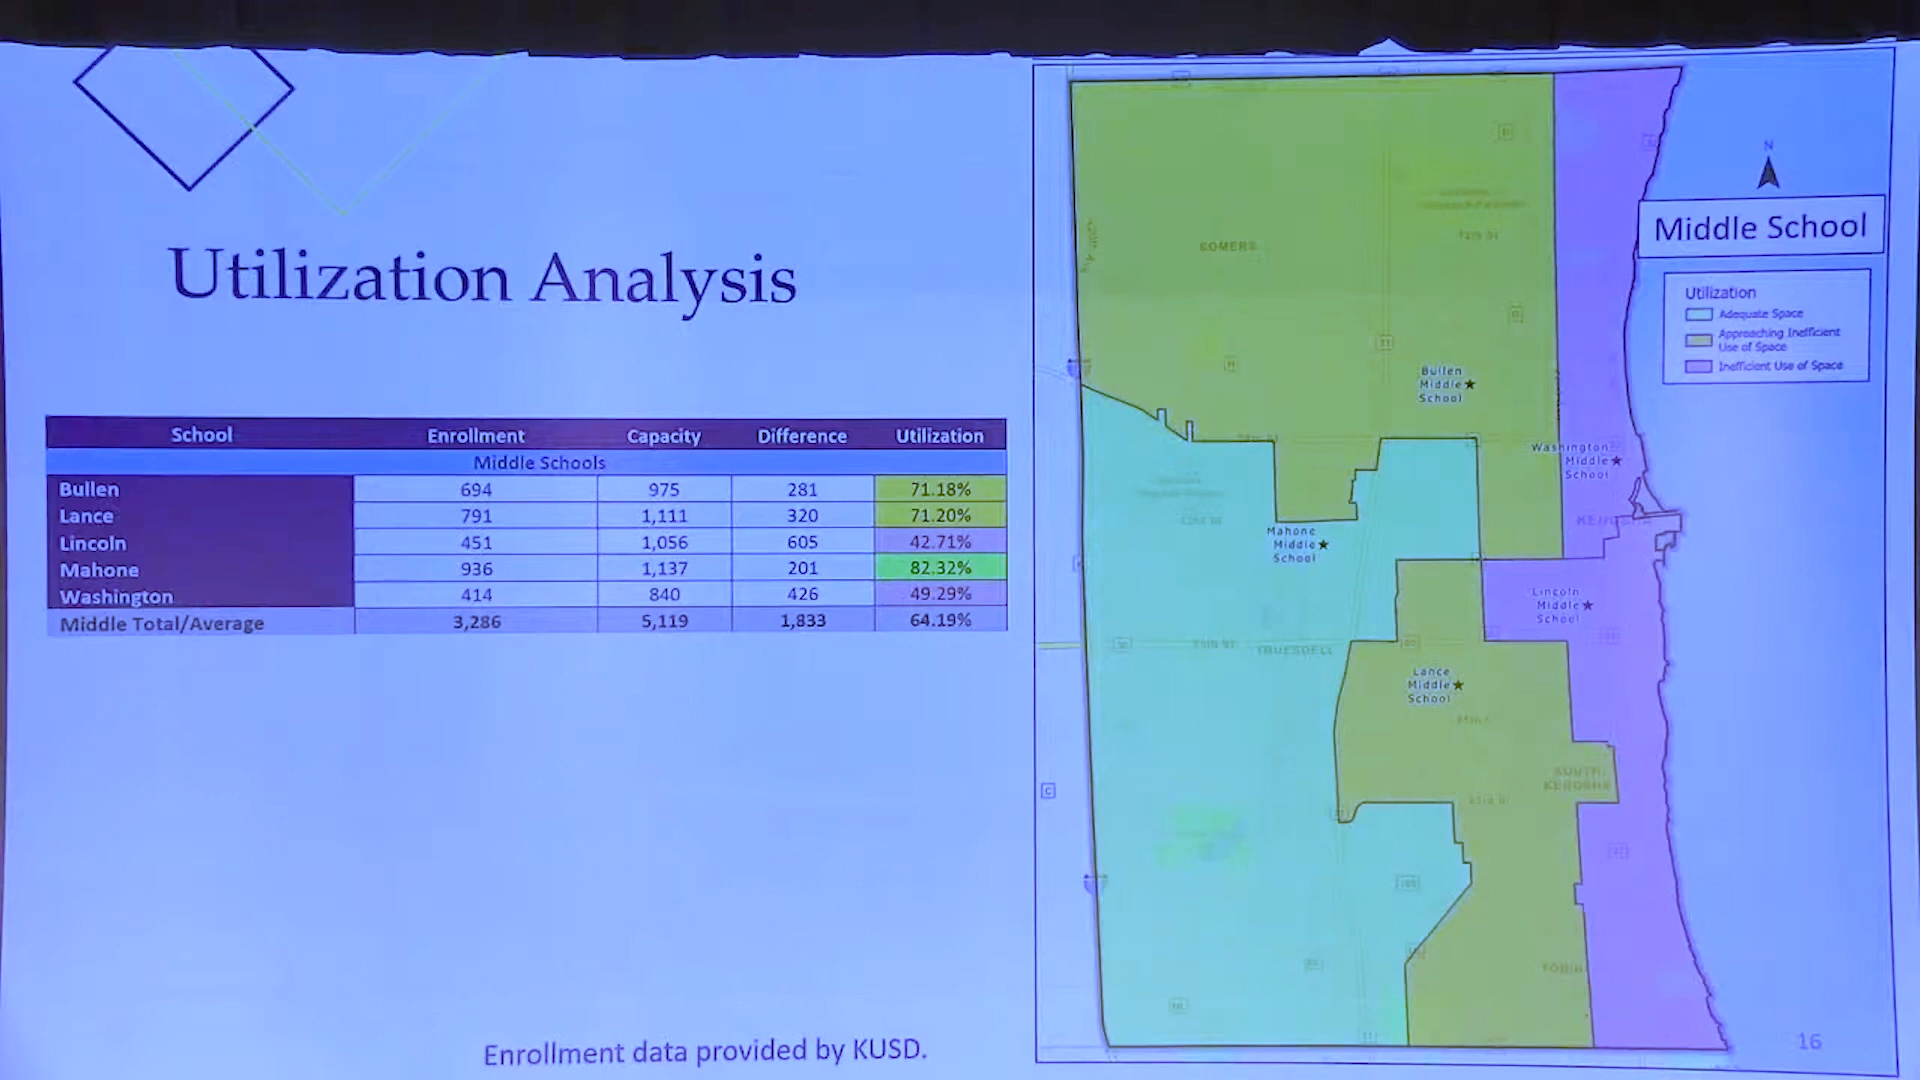 Utilization Analysis
School Enrollment Capacity Difference Utilization
Middle Schools
Bullen 694 975 281 71.18%
Lance 791 1,111 320 71.20%
Lincoln 451 1,056 605 42.71%
Mahone 936 1,137 201 82.32%
Washington 414 840 426 49.29%
Middle Total/Average 3,286 5,119 1,833 64.19%
Enrollment data provided by KUSD.
N
Middle School
Utilization
Adequate Space
Approaching Inefficient
Use of Space
Inefficient Use of Space
SOMERS
Bullen
Middle
School
Washington
Middle
School
KENOSHA
Mahone
Middle
School
Lincoln
Middle
School
TRUESDELL
Lance
Middle
School
SOUTH
KENOSHA
TOBIN
C
16